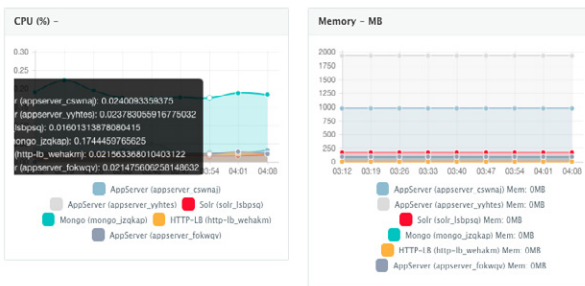 CPU (%) –
0.30
0.25
0.20
r (appserver_cswnaj): 0.0240093359375
r (appserver_yyhtes): 0.023783055916775032
lsbpsq): 0.01601313878080415
ongo_jzqkap): 0.1744459765625
(http-lb_wehakm): 0.021563368010403122
r (appserver_fokwqv): 0.021475606258148632
03:54 04:01 04:08
AppServer (appserver_cswnaj)
AppServer (appserver_yyhtes) Solr (solr_lsbpsq)
Mongo (mongo_jzqkap) HTTP-LB (http-lb_wehakm)
AppServer (appserver_fokwqv)
Memory – MB
2000
1750
1500
1250
1000
750
500
250
0
03:12 03:19 03:26 03:33 03:40 03:47 03:54 04:01 04:08
AppServer (appserver_cswnaj) Mem: 0MB
AppServer (appserver_yyhtes) Mem: 0MB
Solr (solr_lsbpsq) Mem: 0MB
Mongo (mongo_jzqkap) Mem: 0MB
HTTP-LB (http-lb_wehakm) Mem: 0MB
AppServer (appserver_fokwqv) Mem: 0MB